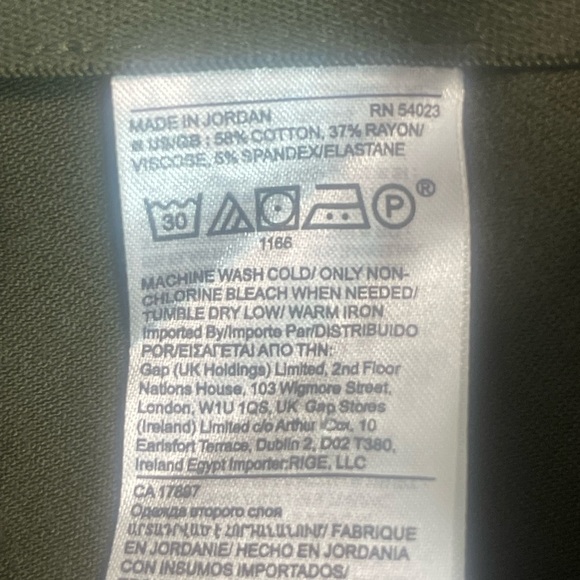 MADE IN JORDAN RN 54023
US/GB : 58% COTTON, 37% RAYON/
VISCOSE, 5% SPANDEX/ELASTANE
30 P ®
1166
MACHINE WASH COLD/ ONLY NON-
CHLORINE BLEACH WHEN NEEDED/
TUMBLE DRY LOW/ WARM IRON
Imported By/Importe Par/DISTRIBUIDO
POR/ΕΙΣΑΓΕΤΑΙ ΑΠΟ ΤΗΝ:
Gap (UK Holdings) Limited, 2nd Floor
Nations House, 103 Wigmore Street,
London, W1U 1QS, UK Gap Stores
(Ireland) Limited c/o Arthur Cox, 10
Earlsfort Terrace, Dublin 2, D02 T380,
Ireland Egypt Importer:RIGE, LLC
CA 17897
Одежда второго слоя
FABRIQUE
EN JORDANIE/ HECHO EN JORDANIA
CON INSUMOS IMPORTADOS/